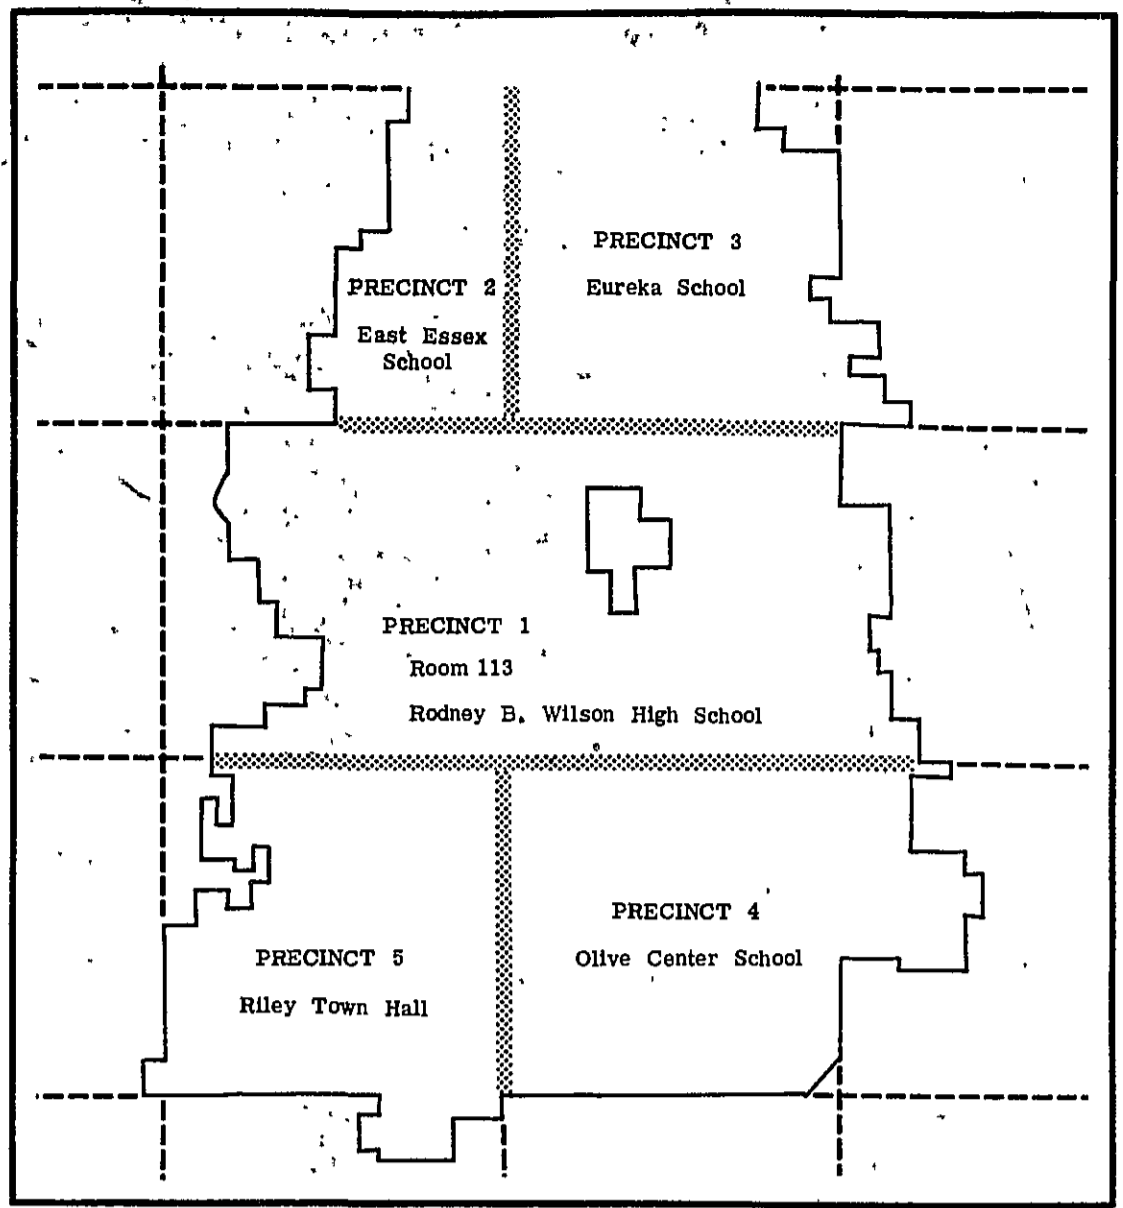 PRECINCT 3
Eureka School
PRECINCT 2
East Essex
School
PRECINCT 1
Room 113
Rodney B. Wilson High School
PRECINCT 4
Olive Center School
PRECINCT 5
Riley Town Hall